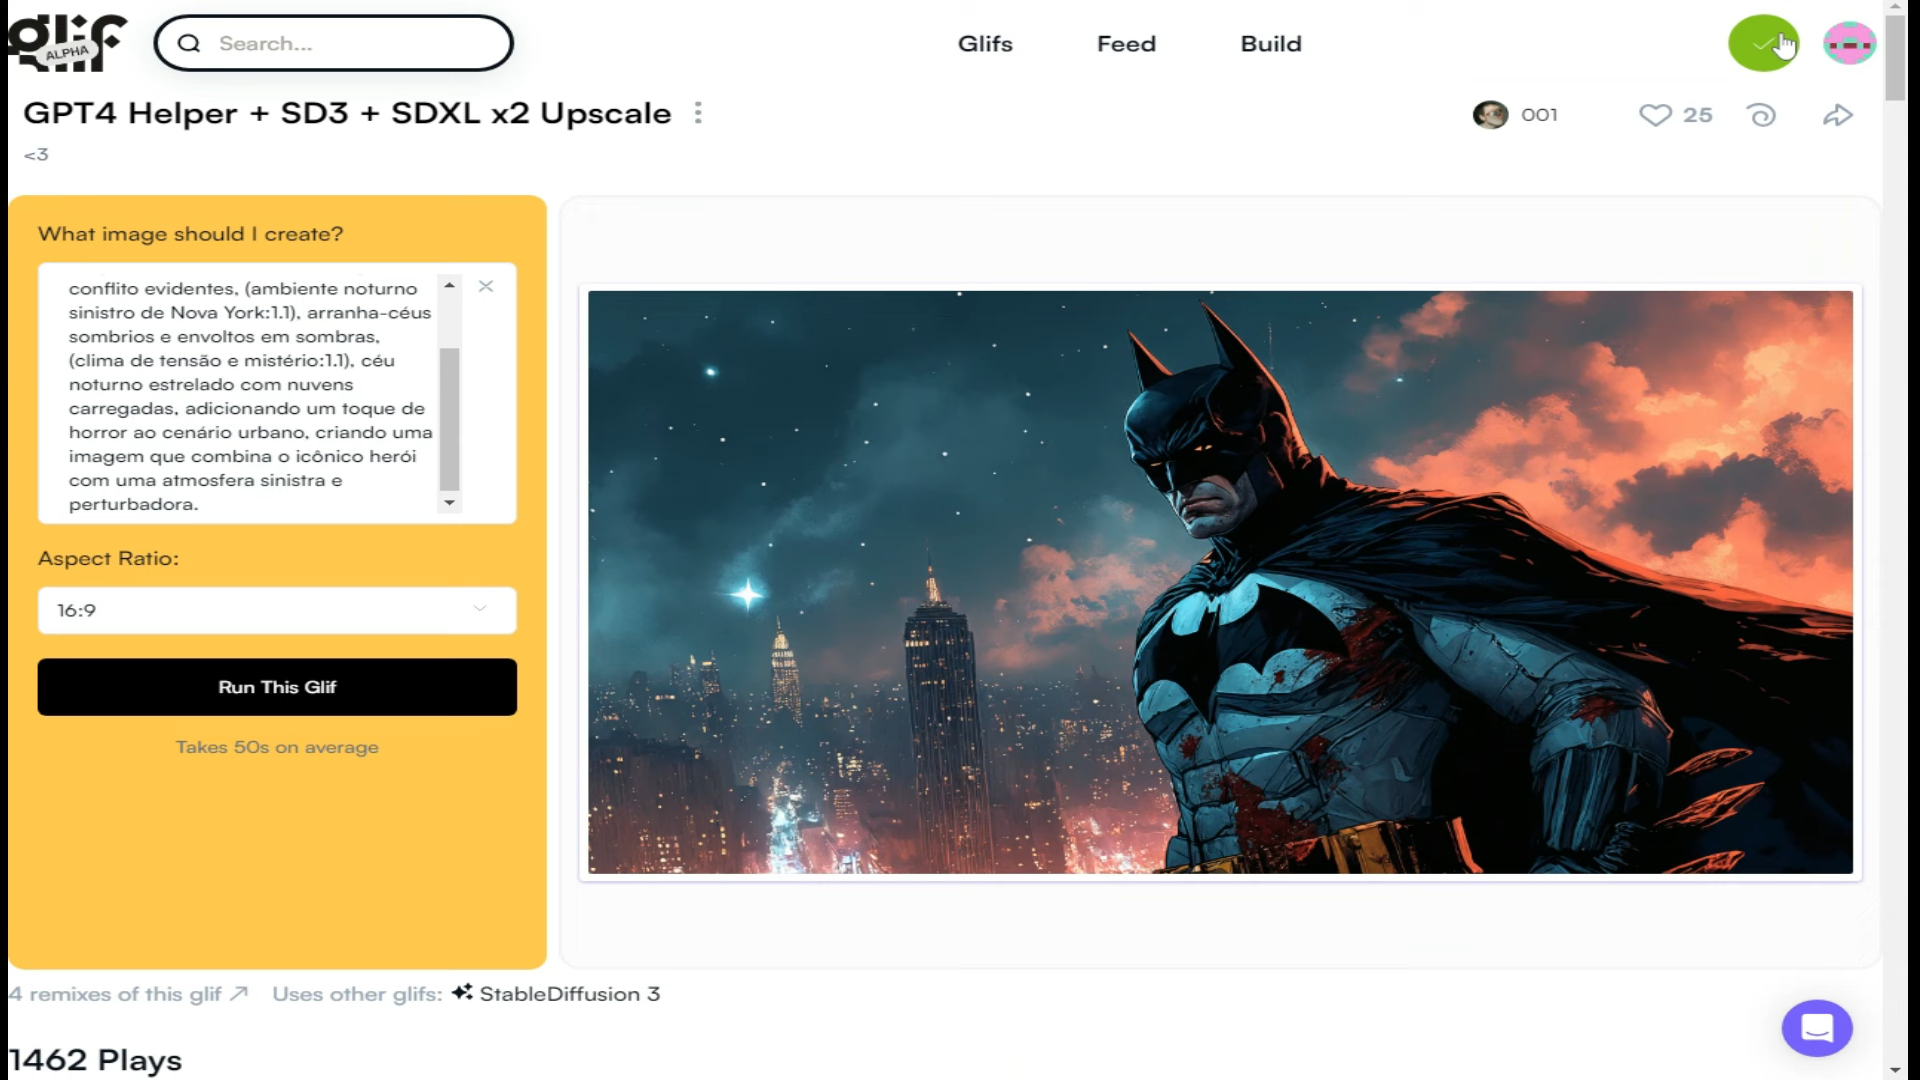 glif
ALPHA
Search...
Glifs
Feed
Build
GPT4 Helper + SD3 + SDXL x2 Upscale
001
25
<3
What image should I create?
conflito evidentes, (ambiente noturno
sinistro de Nova York:1.1), arranha-céus
sombrios e envoltos em sombras,
(clima de tensão e mistério:1.1), céu
noturno estrelado com nuvens
carregadas, adicionando um toque de
horror ao cenário urbano, criando uma
imagem que combina o icônico herói
com uma atmosfera sinistra e
perturbadora.
Aspect Ratio:
16:9
Run This Glif
Takes 50s on average
4 remixes of this glif
Uses other glifs: StableDiffusion 3
1462 Plays